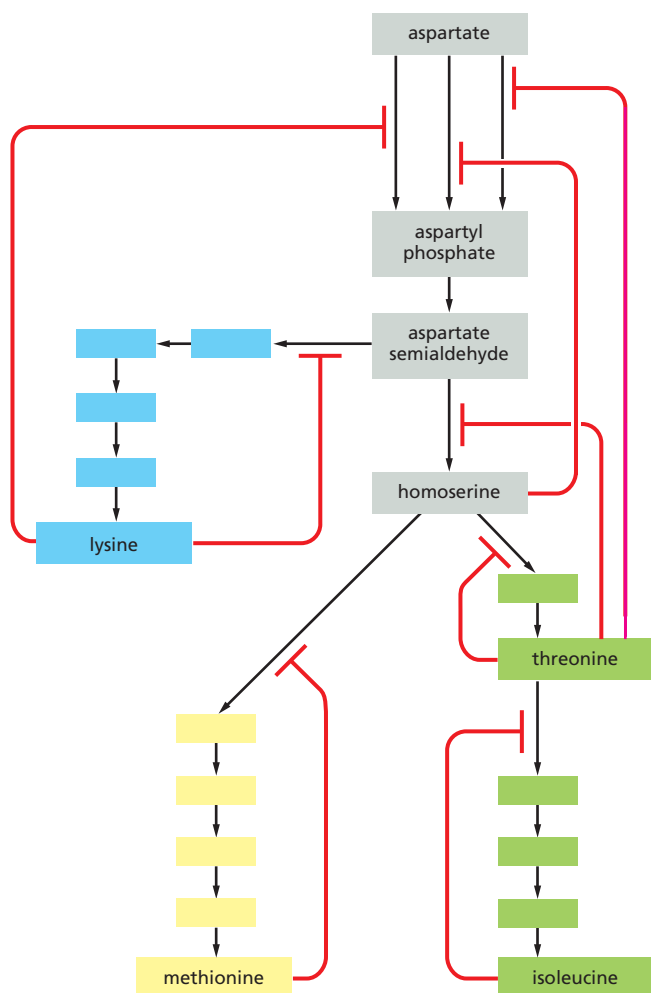 aspartate
aspartyl
phosphate
aspartate
semialdehyde
homoserine
lysine
threonine
methionine
isoleucine